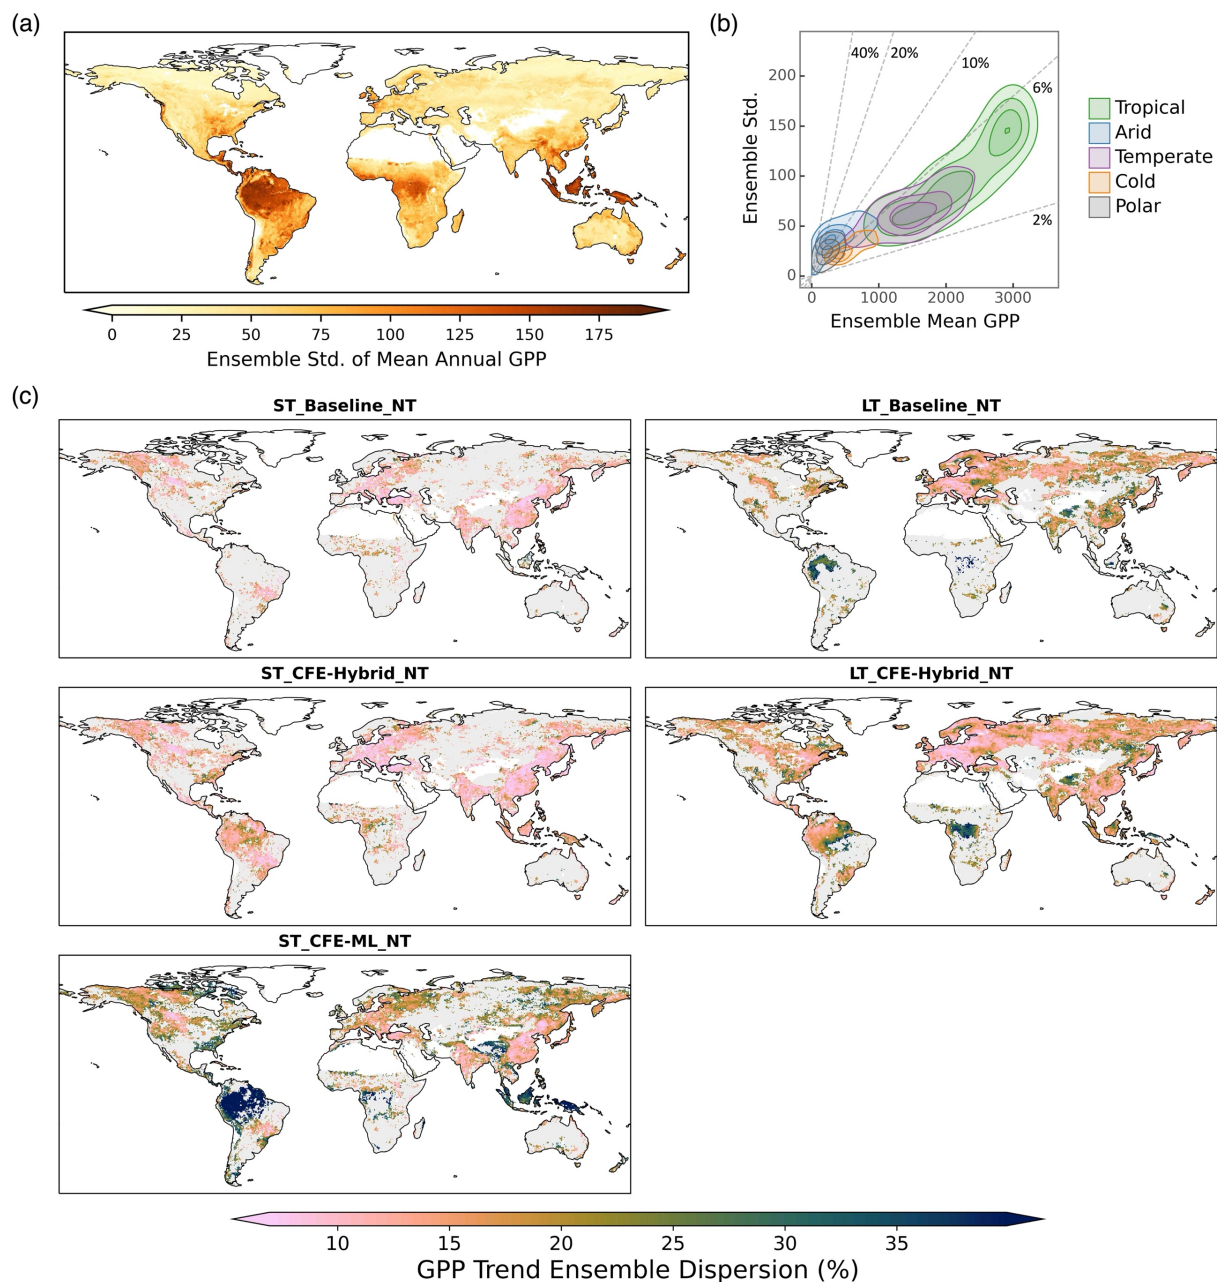 (a)
0 25 50 75 100 125 150 175
Ensemble Std. of Mean Annual GPP
(b)
Ensemble Std.
200
150
100
50
0
40% 20% 10% 6% 2%
0 1000 2000 3000
Ensemble Mean GPP
Tropical
Arid
Temperate
Cold
Polar
(c)
ST_Baseline_NT
LT_Baseline_NT
ST_CFE-Hybrid_NT
LT_CFE-Hybrid_NT
ST_CFE-ML_NT
10 15 20 25 30 35
GPP Trend Ensemble Dispersion (%)